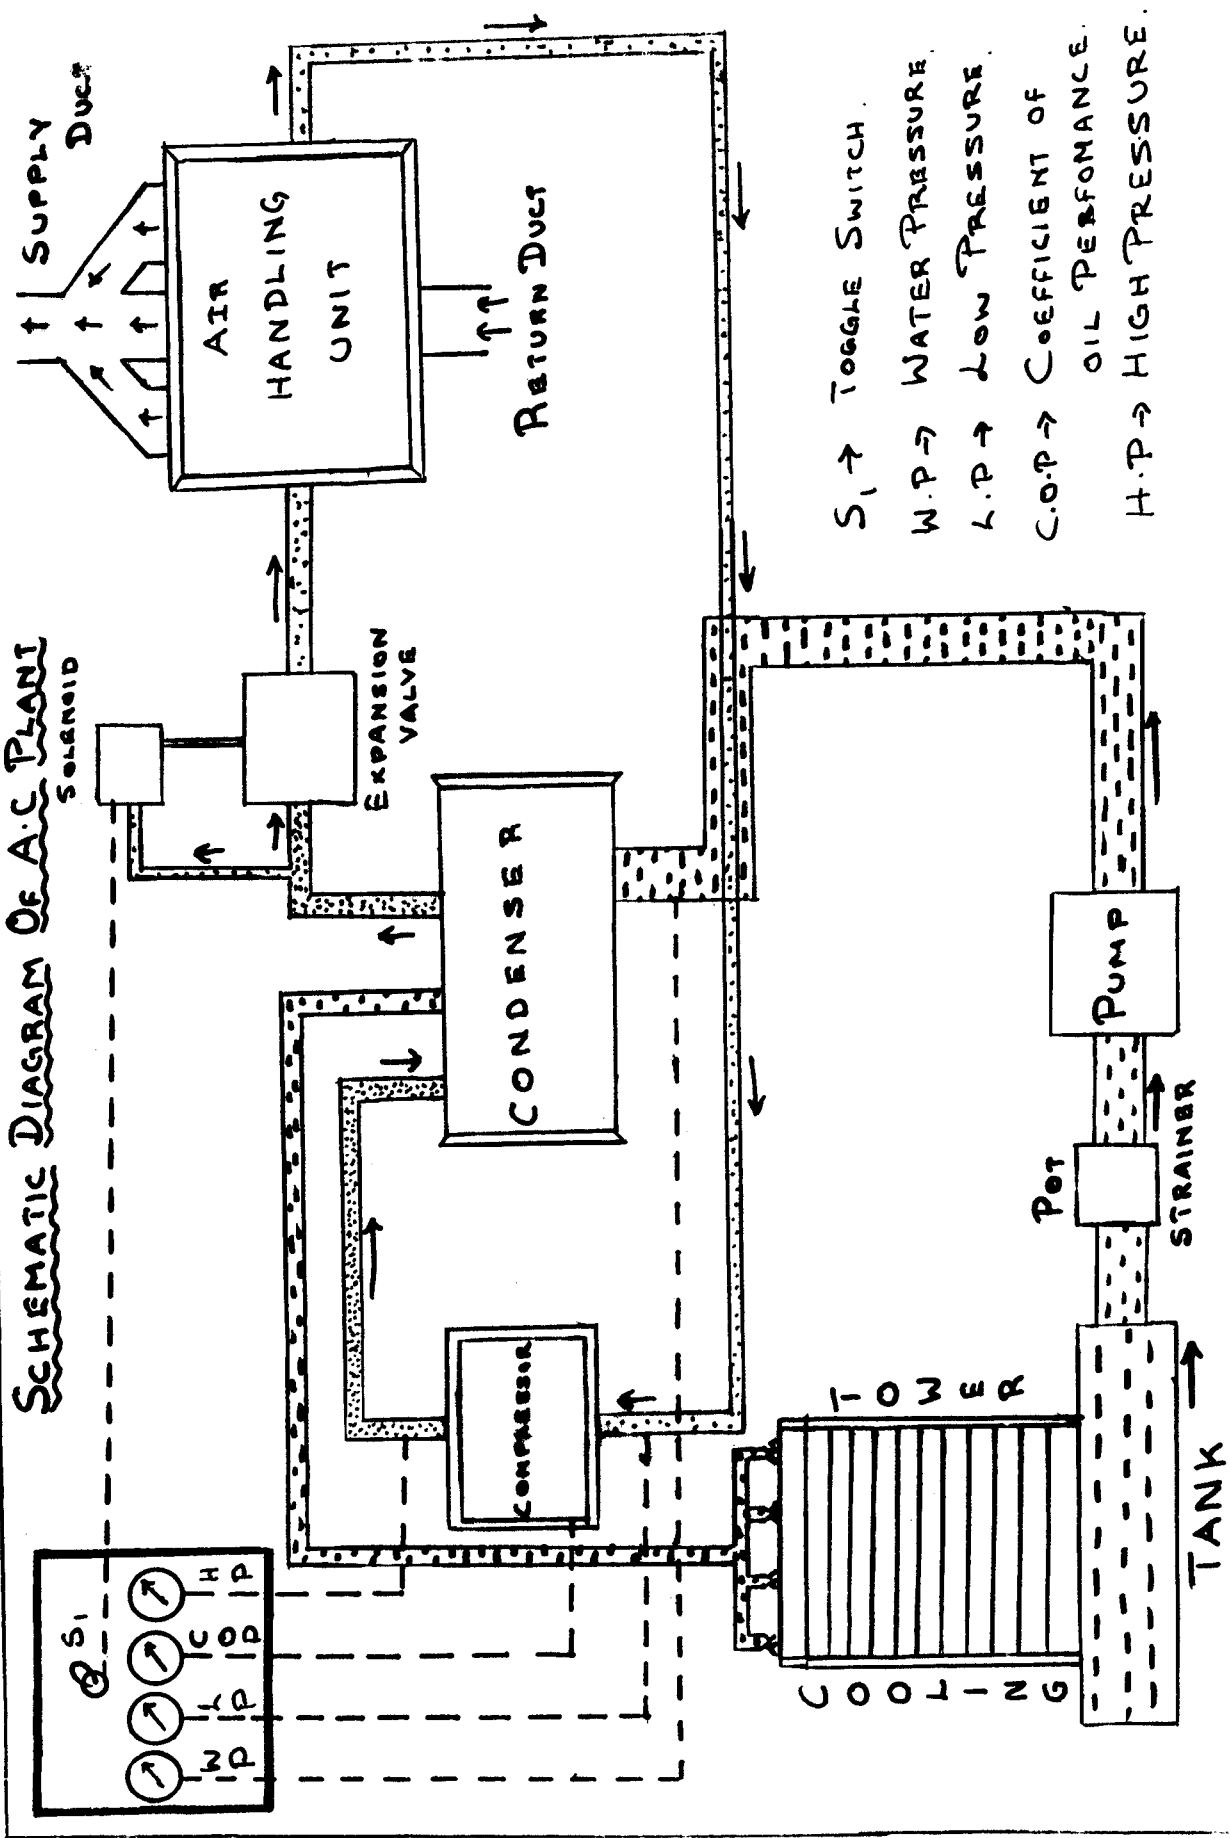 SCHEMATIC DIAGRAM OF A.C PLANT
S1
WP
LP
COP
HP
SOLENOID
EXPANSION
VALVE
SUPPLY
DUCT
AIR
HANDLING
UNIT
RETURN DUCT
COMPRESOR
CONDENSER
COOLING
TOWER
TANK
POT
STRAINER
PUMP
S1 → TOGGLE SWITCH.
W.P → WATER PRESSURE
L.P → LOW PRESSURE.
C.O.P → COEFFICIENT OF
OIL PERFOMANCE.
H.P → HIGH PRESSURE.